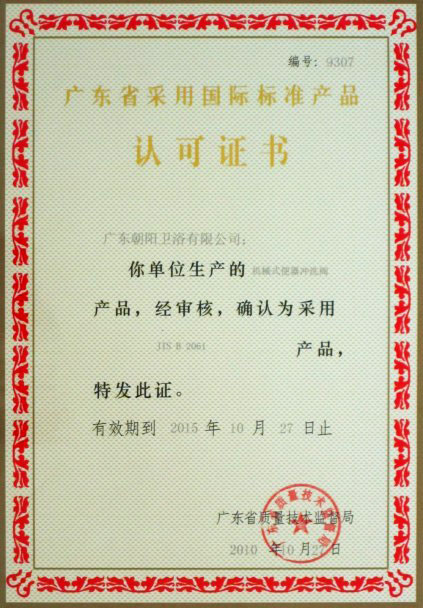 编号: 9307
广东省采用国际标准产品
认可证书
广东朝阳卫浴有限公司:
你单位生产的 机械式便器冲洗阀
产品，经审核，确认为采用
JIS B 2061 产品，
特发此证。
有效期到 2015 年 10 月 27 日止
广东省质量技术监督局
2010 年10 月27日